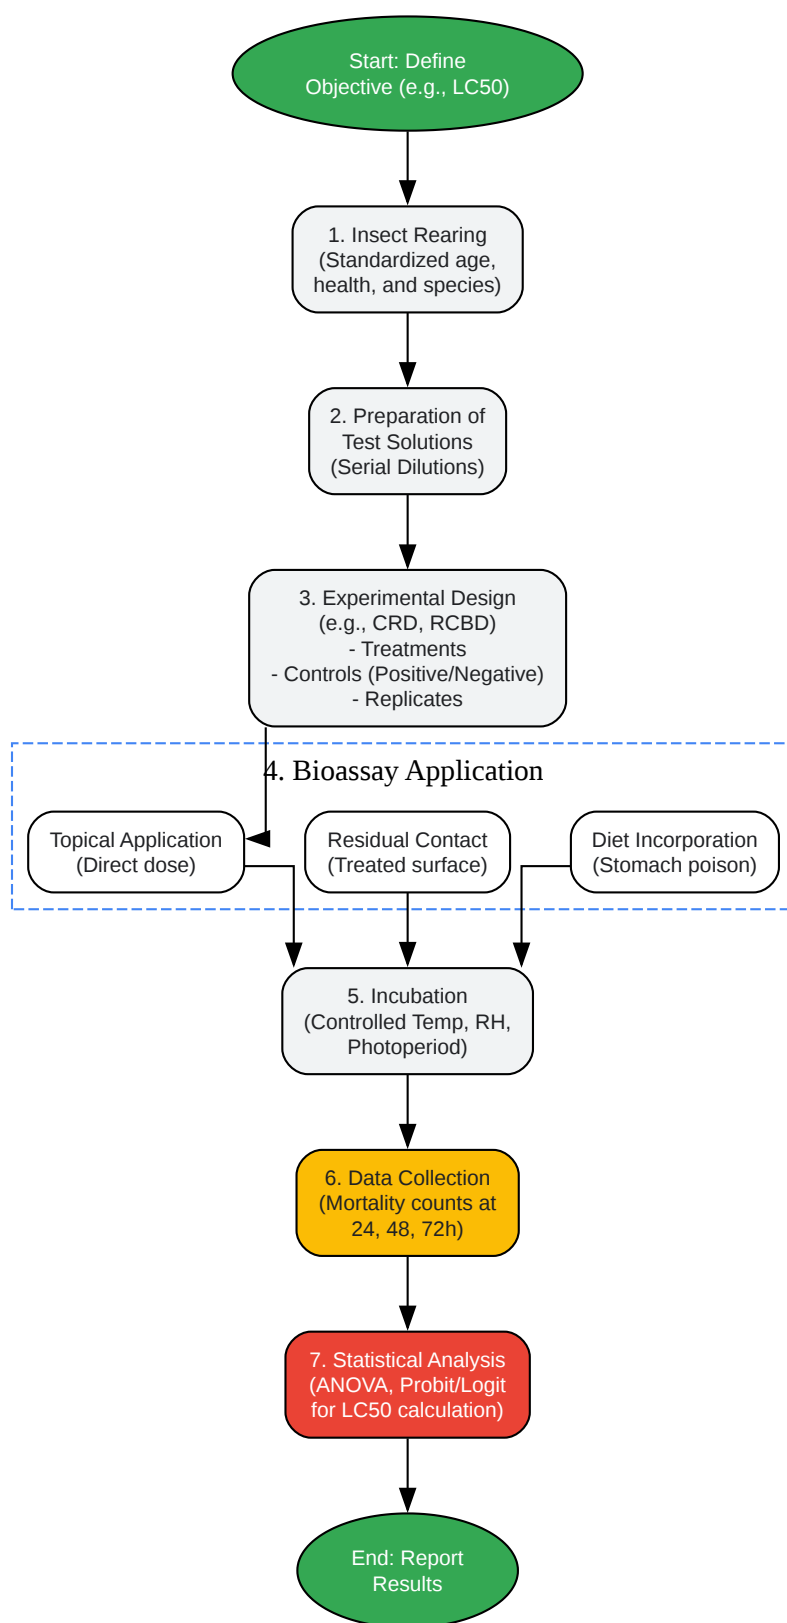 Start: Define
Objective (e.g., LC50)
1. Insect Rearing
(Standardized age,
health, and species)
2. Preparation of
Test Solutions
(Serial Dilutions)
3. Experimental Design
(e.g., CRD, RCBD)
- Treatments
- Controls (Positive/Negative)
- Replicates
4. Bioassay Application
Topical Application
(Direct dose)
Residual Contact
(Treated surface)
Diet Incorporation
(Stomach poison)
5. Incubation
(Controlled Temp, RH,
Photoperiod)
6. Data Collection
(Mortality counts at
24, 48, 72h)
7. Statistical Analysis
(ANOVA, Probit/Logit
for LC50 calculation)
End: Report
Results